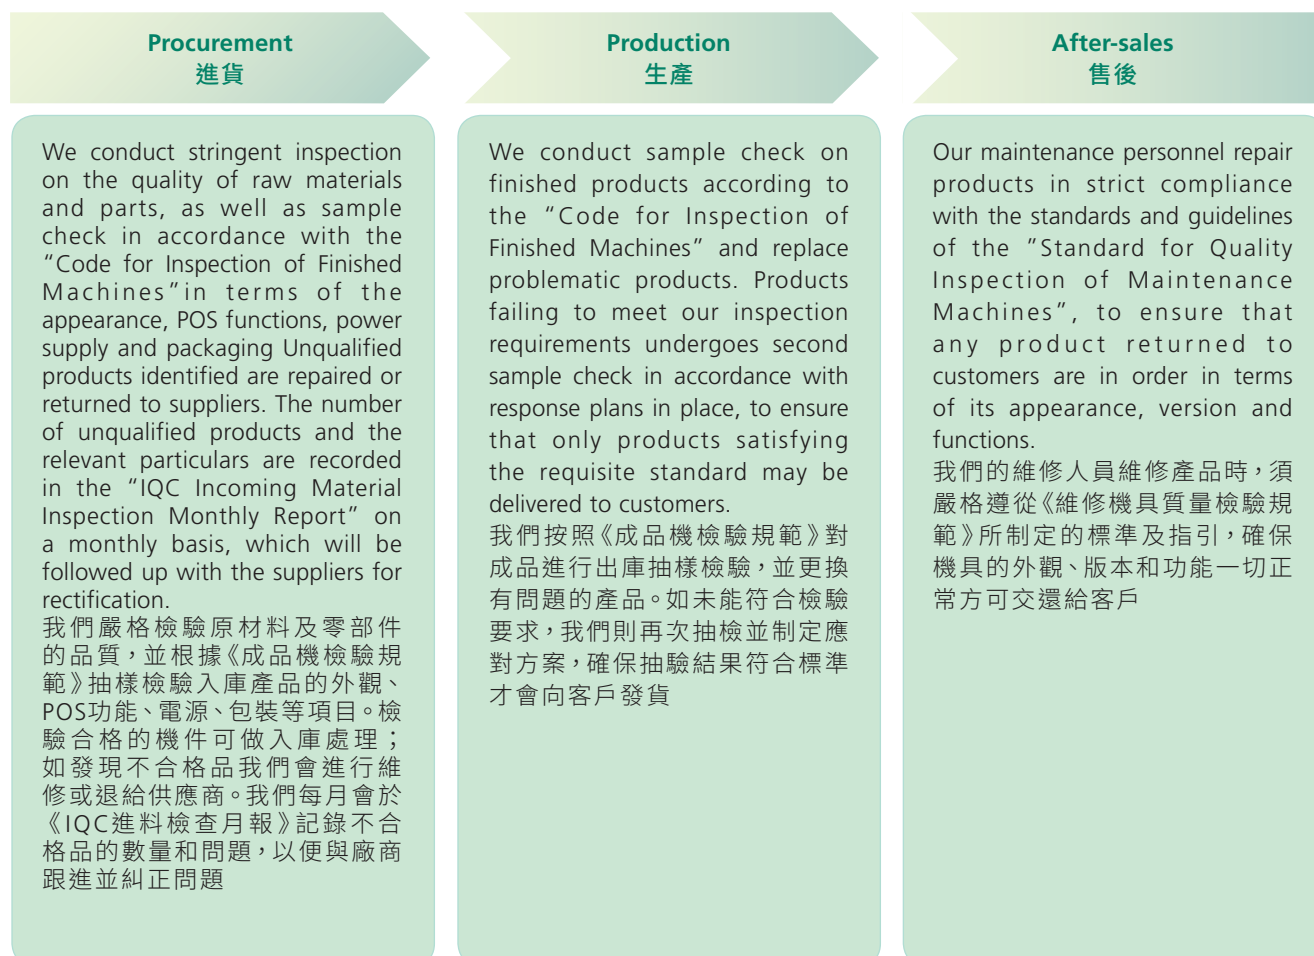 Procurement
進貨
We conduct stringent inspection
on the quality of raw materials
and parts, as well as sample
check in accordance with the
“Code for Inspection of Finished
Machines”in terms of the
appearance, POS functions, power
supply and packaging Unqualified
products identified are repaired or
returned to suppliers. The number
of unqualified products and the
relevant particulars are recorded
in the “IQC Incoming Material
Inspection Monthly Report” on
a monthly basis, which will be
followed up with the suppliers for
rectification.
我們嚴格檢驗原材料及零部件
的品質，並根據《成品機檢驗規
範》抽樣檢驗入庫產品的外觀、
POS功能、電源、包裝等項目。檢
驗合格的機件可做入庫處理；
如發現不合格品我們會進行維
修或退給供應商。我們每月會於
《IQC進料檢查月報》記錄不合
格品的數量和問題，以便與廠商
跟進並糾正問題
Production
生產
We conduct sample check on
finished products according to
the “Code for Inspection of
Finished Machines” and replace
problematic products. Products
failing to meet our inspection
requirements undergoes second
sample check in accordance with
response plans in place, to ensure
that only products satisfying
the requisite standard may be
delivered to customers.
我們按照《成品機檢驗規範》對
成品進行出庫抽樣檢驗，並更換
有問題的產品。如未能符合檢驗
要求，我們則再次抽檢並制定應
對方案，確保抽驗結果符合標準
才會向客戶發貨
After-sales
售後
Our maintenance personnel repair
products in strict compliance
with the standards and guidelines
of the “Standard for Quality
Inspection of Maintenance
Machines”, to ensure that
any product returned to
customers are in order in terms
of its appearance, version and
functions.
我們的維修人員維修產品時，須
嚴格遵從《維修機具質量檢驗規
範》所制定的標準及指引，確保
機具的外觀、版本和功能一切正
常方可交還給客戶